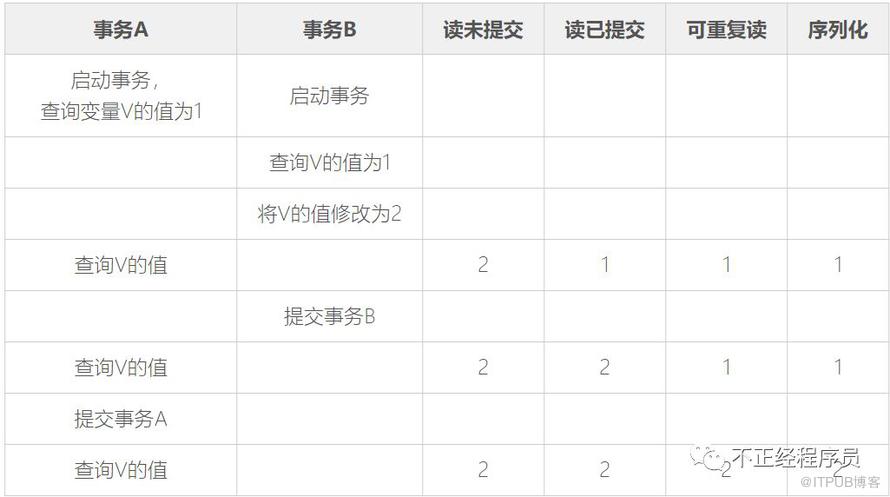 事务A 事务B 读未提交 读已提交 可重复读 序列化
启动事务，
查询变量V的值为1
启动事务
查询V的值为1
将V的值修改为2
查询V的值 2 1 1 1
提交事务B
查询V的值 2 2 1 1
提交事务A
查询V的值 2 2 2 2
不正经程序员
@ITPUB博客